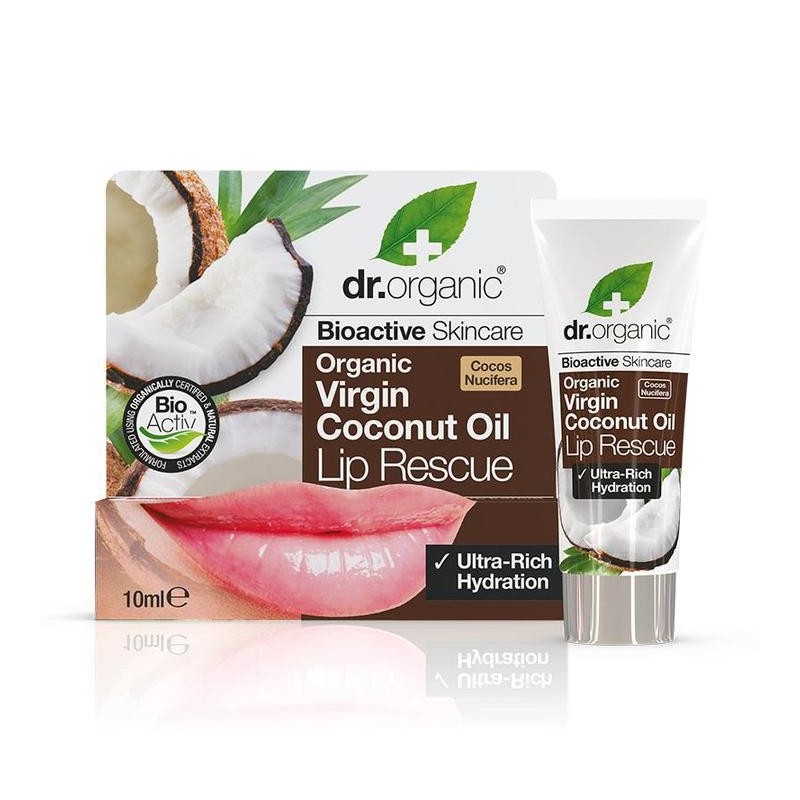 dr.organic®
Bioactive Skincare
Organic
Virgin
Coconut Oil
Lip Rescue
Cocos
Nucifera
Bio
Activ™
FORMULATED USING ORGANICALLY CERTIFIED & NATURAL EXTRACTS
✓ Ultra-Rich
Hydration
10ml℮
dr.organic®
Bioactive Skincare
Organic
Virgin
Coconut Oil
Lip Rescue
Cocos
Nucifera
✓ Ultra-Rich
Hydration